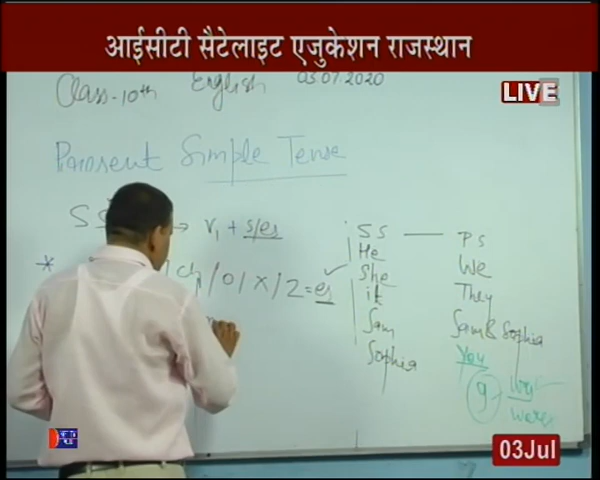 आईसीटी सैटेलाइट एजुकेशन राजस्थान
LIVE
Class-10th English 03.07.2020
Simple Tense
SS → V1 + s/es
* ch/o/x/z=es
SS — PS
He We
She They
it Sam & Sophia
Sam You
Sophia
03Jul